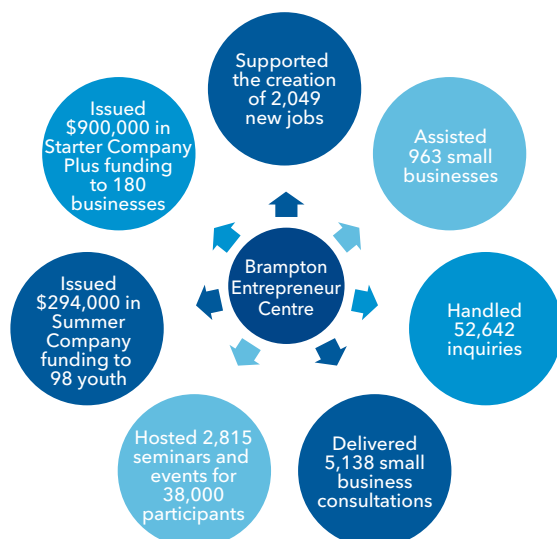 Supported
the creation
of 2,049
new jobs
Assisted
963 small
businesses
Handled
52,642
inquiries
Delivered
5,138 small
business
consultations
Hosted 2,815
seminars and
events for
38,000
participants
Issued
$294,000 in
Summer
Company
funding to
98 youth
Issued
$900,000 in
Starter Company
Plus funding
to 180
businesses
Brampton
Entrepreneur
Centre